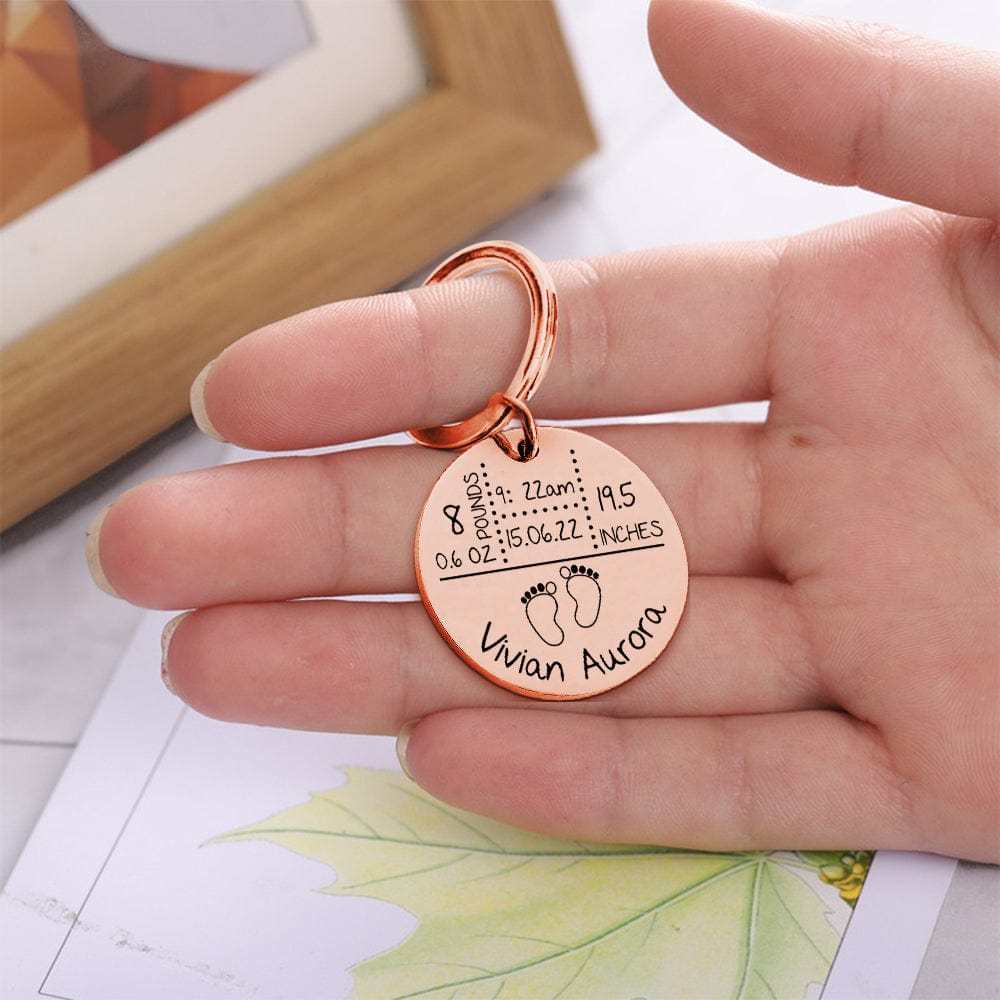 8 POUNDS
0.6 OZ
9: 22am
15.06.22
19.5
INCHES
Vivian Aurora